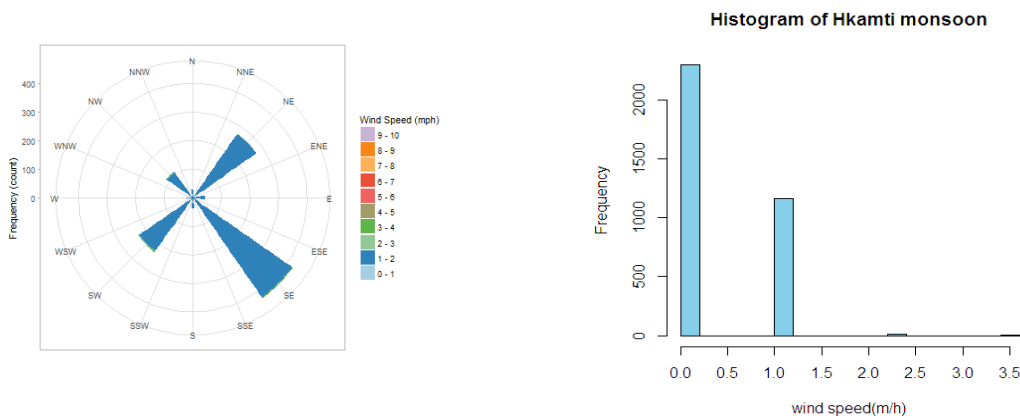 N
NNE
NE
ENE
E
ESE
SE
SSE
S
SSW
SW
WSW
W
WNW
NW
NNW
400
300
200
100
0
Frequency (count)
Wind Speed (mph)
9 - 10
8 - 9
7 - 8
6 - 7
5 - 6
4 - 5
3 - 4
2 - 3
1 - 2
0 - 1
Histogram of Hkamti monsoon
Frequency
2000
1500
1000
500
0
0.0 0.5 1.0 1.5 2.0 2.5 3.0 3.5
wind speed(m/h)